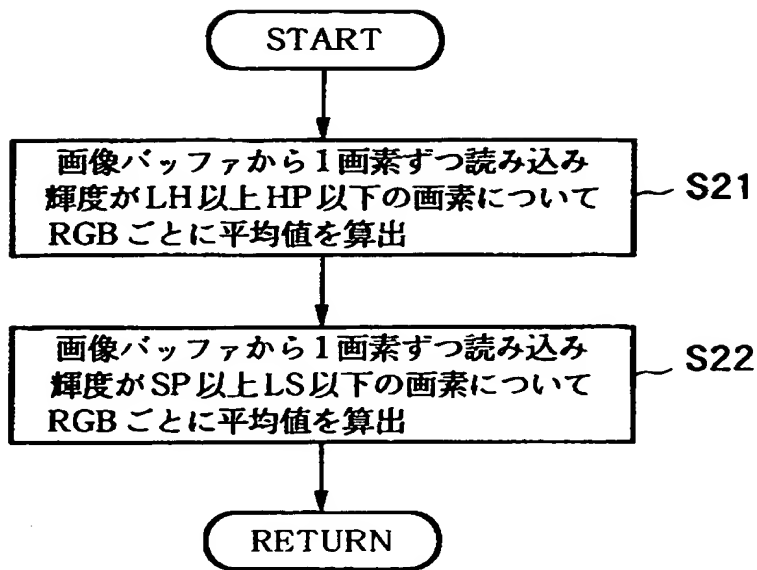 START
画像バッファから1画素ずつ読み込み
輝度がLH以上HP以下の画素について
RGBごとに平均値を算出
S21
画像バッファから1画素ずつ読み込み
輝度がSP以上LS以下の画素について
RGBごとに平均値を算出
S22
RETURN